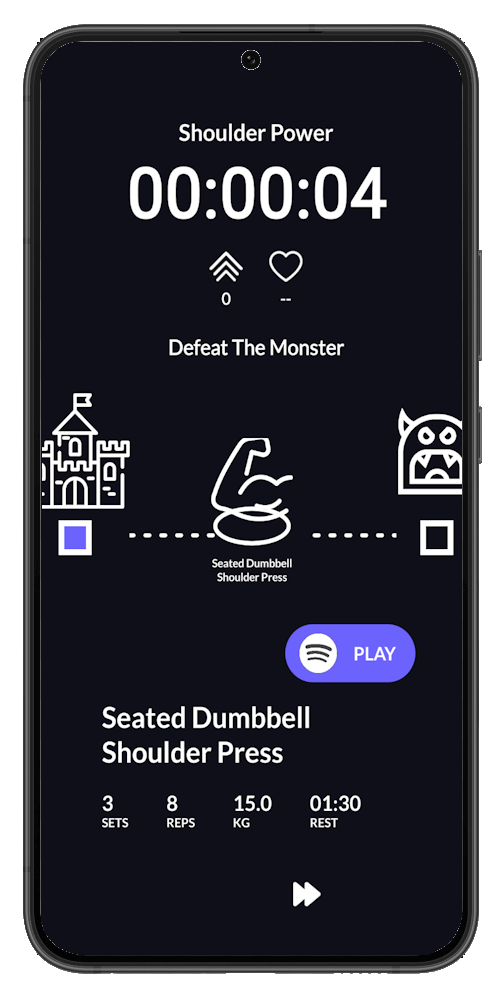 Shoulder Power
00:00:04
0
--
Defeat The Monster
Seated Dumbbell
Shoulder Press
PLAY
Seated Dumbbell
Shoulder Press
3 8 15.0 01:30
SETS REPS KG REST